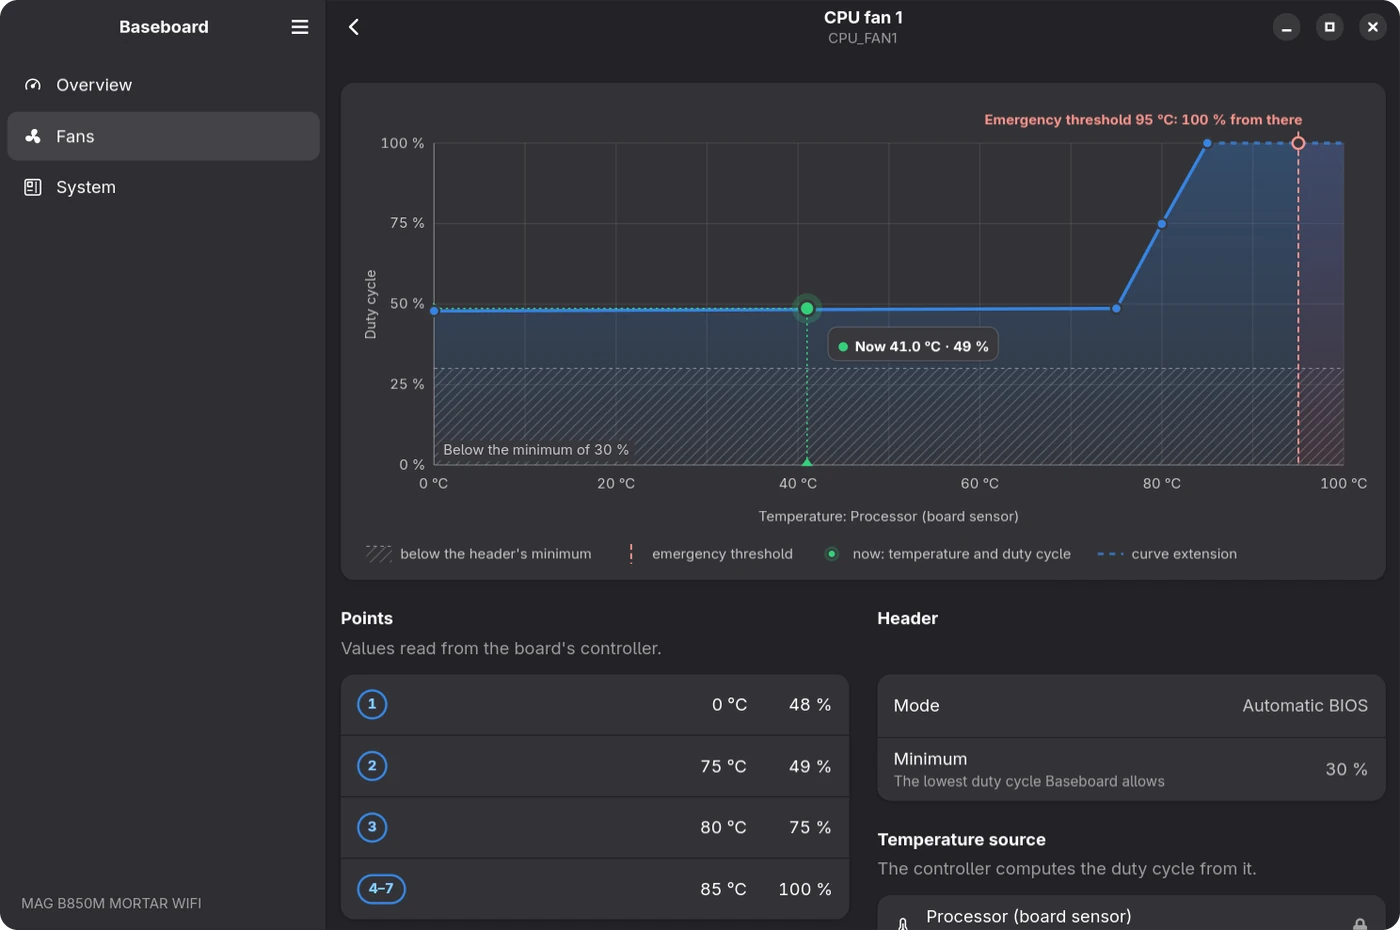 Baseboard
Overview
Fans
System
MAG B850M MORTAR WIFI
CPU fan 1
CPU_FAN1
Emergency threshold 95 °C: 100 % from there
100 %
75 %
50 %
25 %
0 %
Duty cycle
Now 41.0 °C · 49 %
Below the minimum of 30 %
0 °C 20 °C 40 °C 60 °C 80 °C 100 °C
Temperature: Processor (board sensor)
below the header's minimum emergency threshold now: temperature and duty cycle curve extension
Points
Values read from the board's controller.
1 0 °C 48 %
2 75 °C 49 %
3 80 °C 75 %
4–7 85 °C 100 %
Header
Mode Automatic BIOS
Minimum
The lowest duty cycle Baseboard allows
30 %
Temperature source
The controller computes the duty cycle from it.
Processor (board sensor)